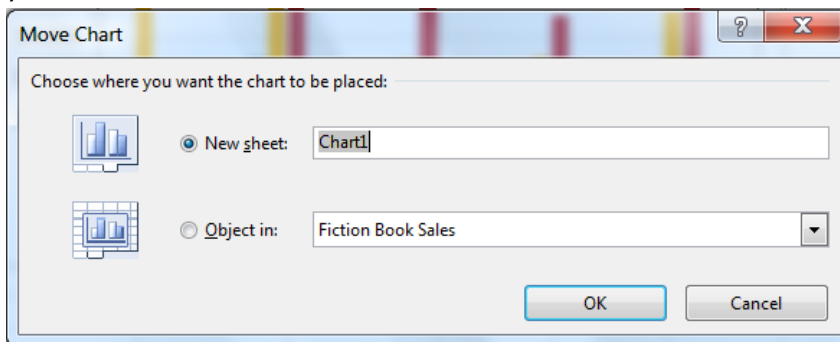 Move Chart
Choose where you want the chart to be placed:
New sheet: Chart1
Object in: Fiction Book Sales
OK Cancel